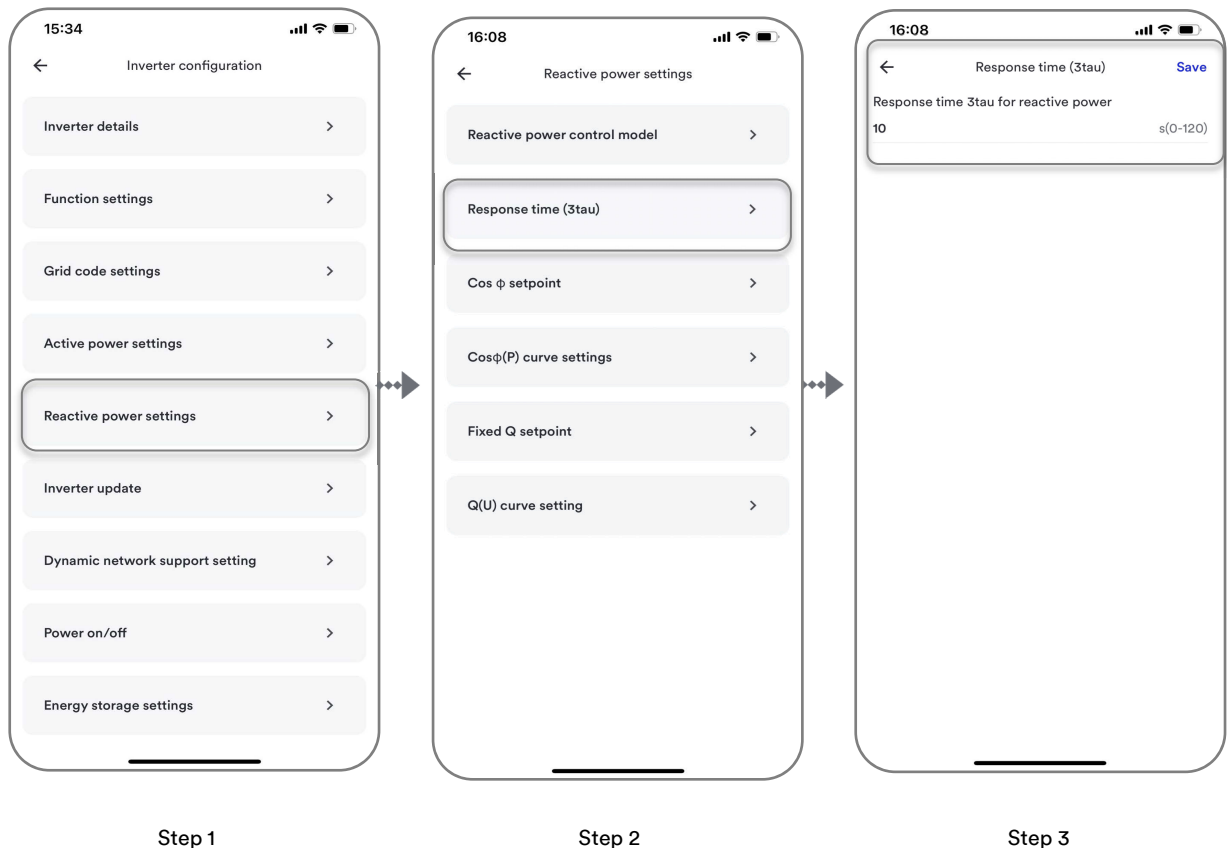 15:34
Inverter configuration
Inverter details
Function settings
Grid code settings
Active power settings
Reactive power settings
Inverter update
Dynamic network support setting
Power on/off
Energy storage settings
Step 1
16:08
Reactive power settings
Reactive power control model
Response time (3tau)
Cos φ setpoint
Cosφ(P) curve settings
Fixed Q setpoint
Q(U) curve setting
Step 2
16:08
Response time (3tau) Save
Response time 3tau for reactive power
10 s(0-120)
Step 3